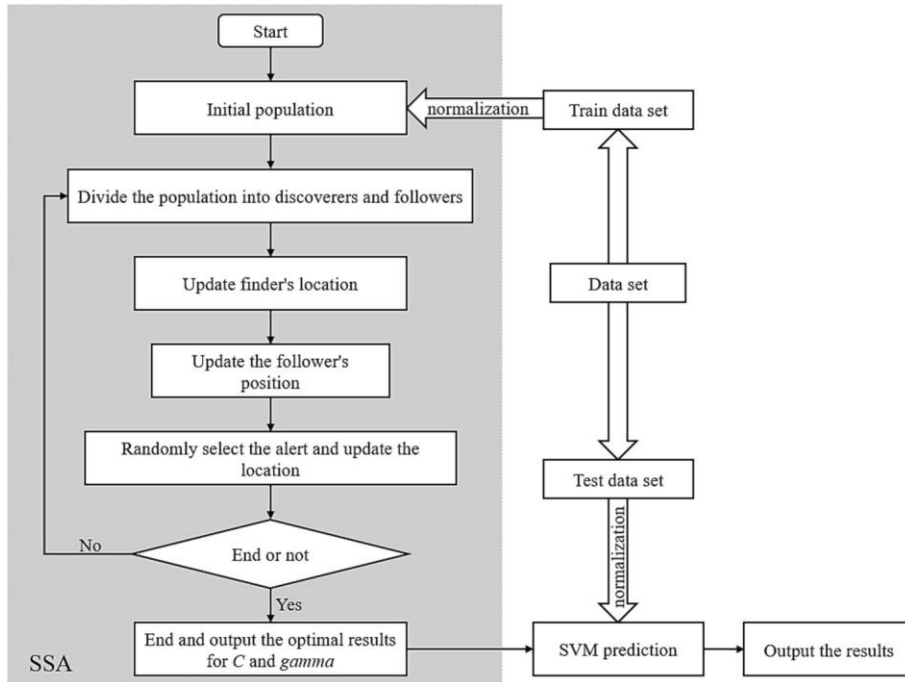 Start
Initial population
normalization
Train data set
Divide the population into discoverers and followers
Update finder's location
Data set
Update the follower's
position
Randomly select the alert and update the
location
Test data set
normalization
End or not
No
Yes
End and output the optimal results
for C and gamma
SVM prediction
Output the results
SSA